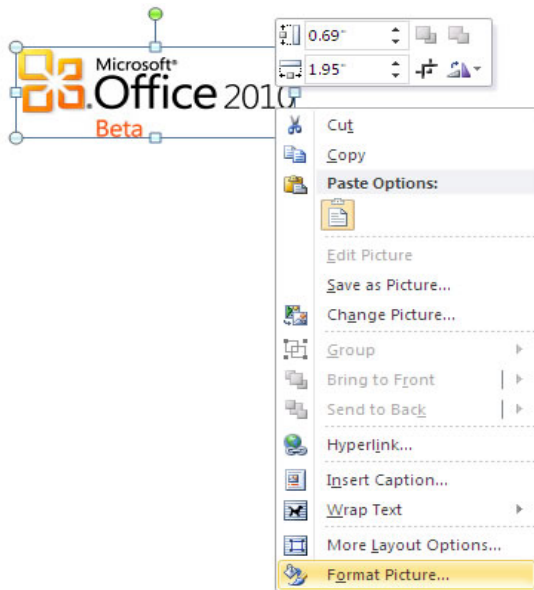 0.69"
1.95"
Microsoft®
Office 2010
Beta
Cut
Copy
Paste Options:
Edit Picture
Save as Picture...
Change Picture...
Group
Bring to Front
Send to Back
Hyperlink...
Insert Caption...
Wrap Text
More Layout Options...
Format Picture...